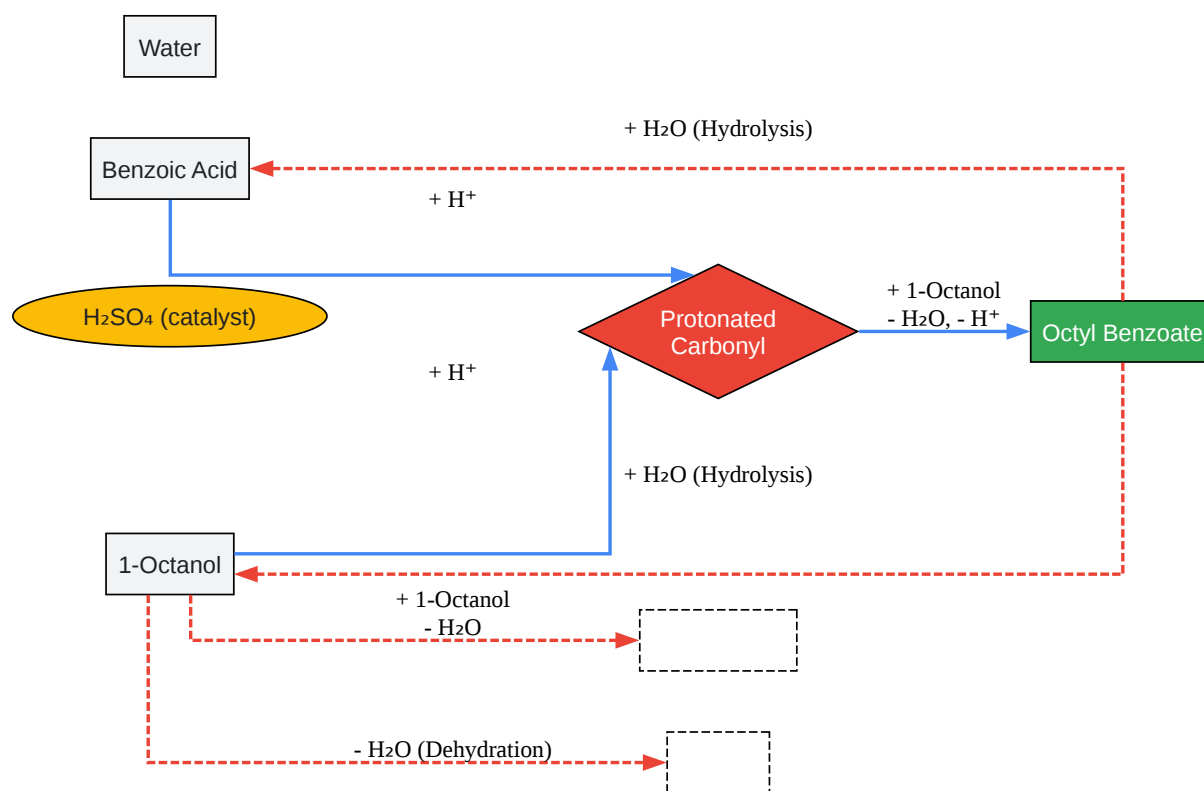 Water
+ H₂O (Hydrolysis)
Benzoic Acid
+ H⁺
H₂SO₄ (catalyst)
Protonated
Carbonyl
+ 1-Octanol
- H₂O, - H⁺
Octyl Benzoate
+ H⁺
+ H₂O (Hydrolysis)
1-Octanol
+ 1-Octanol
- H₂O
- H₂O (Dehydration)